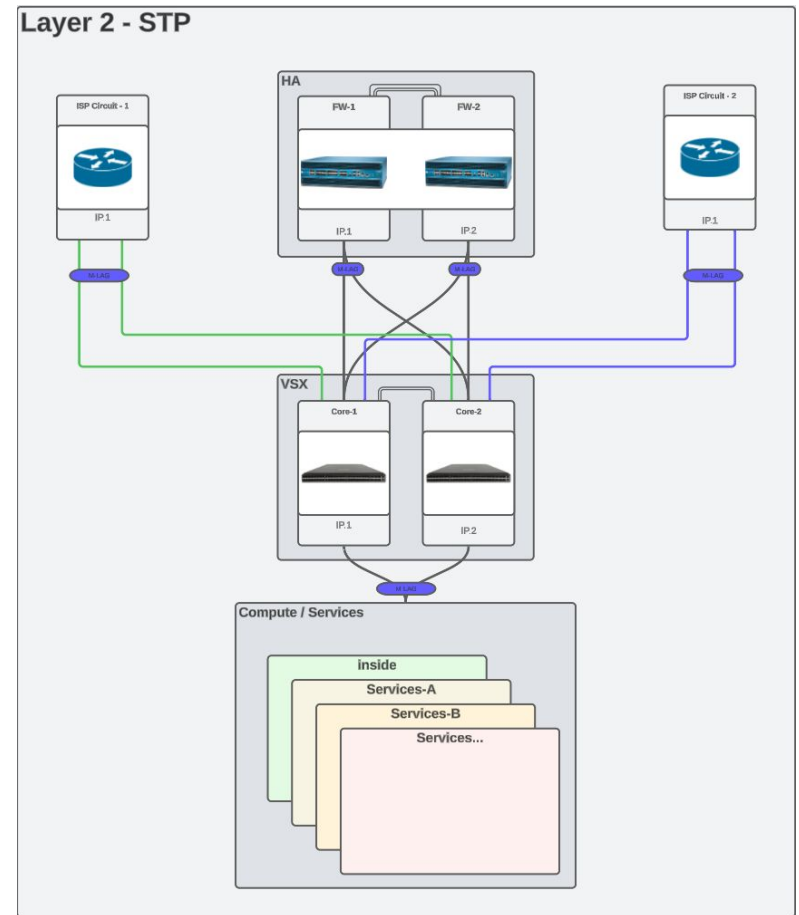 Layer 2 - STP
ISP Circuit - 1
IP.1
HA
FW-1
FW-2
IP.1
IP.2
ISP Circuit - 2
IP.1
M-LAG
M-LAG
M-LAG
M-LAG
VSX
Core-1
Core-2
IP.1
IP.2
M-LAG
Compute / Services
inside
Services-A
Services-B
Services...